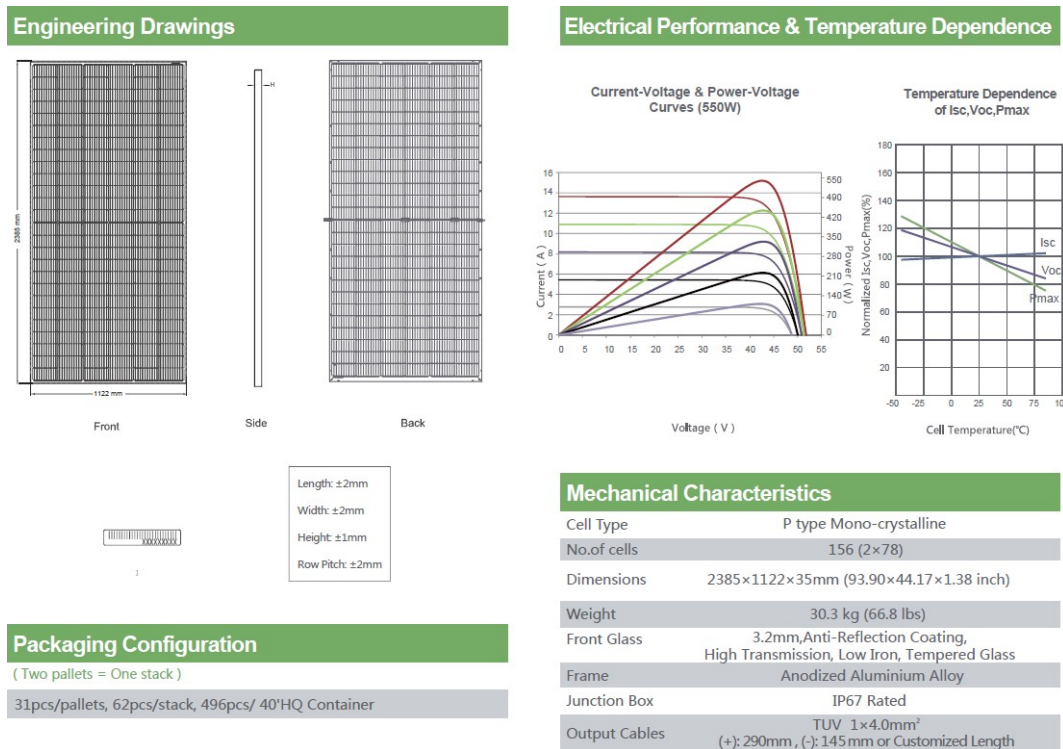 Engineering Drawings
H
2385 mm
1122 mm
Front
Side
Back
Length: ±2mm
Width: ±2mm
Height: ±1mm
Row Pitch: ±2mm
Packaging Configuration
( Two pallets = One stack )
31pcs/pallets, 62pcs/stack, 496pcs/ 40'HQ Container
Electrical Performance & Temperature Dependence
Current-Voltage & Power-Voltage
Curves (550W)
16
14
12
10
8
6
4
2
0
Current ( A )
0 5 10 15 20 25 30 35 40 45 50 55
550
490
420
350
280
210
140
70
0
Power ( W )
Voltage ( V )
Temperature Dependence
of Isc,Voc,Pmax
180
160
140
120
100
80
60
40
20
Normalized Isc,Voc,Pmax(%)
Isc
Voc
Pmax
-50 -25 0 25 50 75 100
Cell Temperature(℃)
Mechanical Characteristics
Cell Type P type Mono-crystalline
No.of cells 156 (2×78)
Dimensions 2385×1122×35mm (93.90×44.17×1.38 inch)
Weight 30.3 kg (66.8 lbs)
Front Glass 3.2mm,Anti-Reflection Coating,
High Transmission, Low Iron, Tempered Glass
Frame Anodized Aluminium Alloy
Junction Box IP67 Rated
Output Cables TUV 1×4.0mm²
(+): 290mm , (-): 145 mm or Customized Length